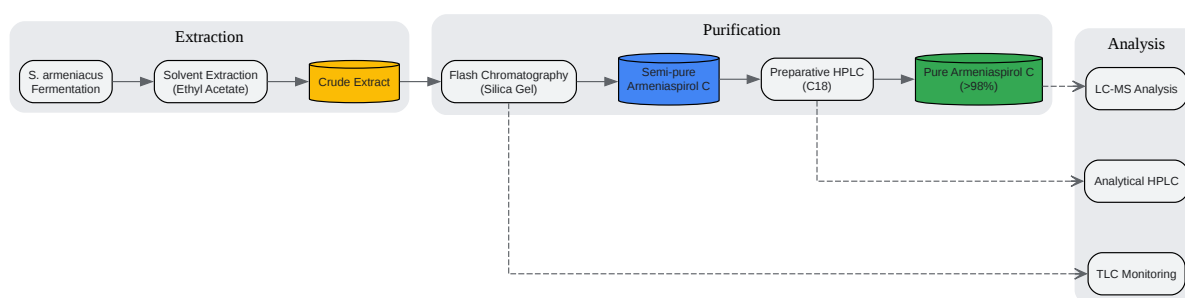 Extraction
S. armeniacus
Fermentation
Solvent Extraction
(Ethyl Acetate)
Crude Extract
Purification
Flash Chromatography
(Silica Gel)
Semi-pure
Armeniaspirol C
Preparative HPLC
(C18)
Pure Armeniaspirol C
(>98%)
Analysis
LC-MS Analysis
Analytical HPLC
TLC Monitoring